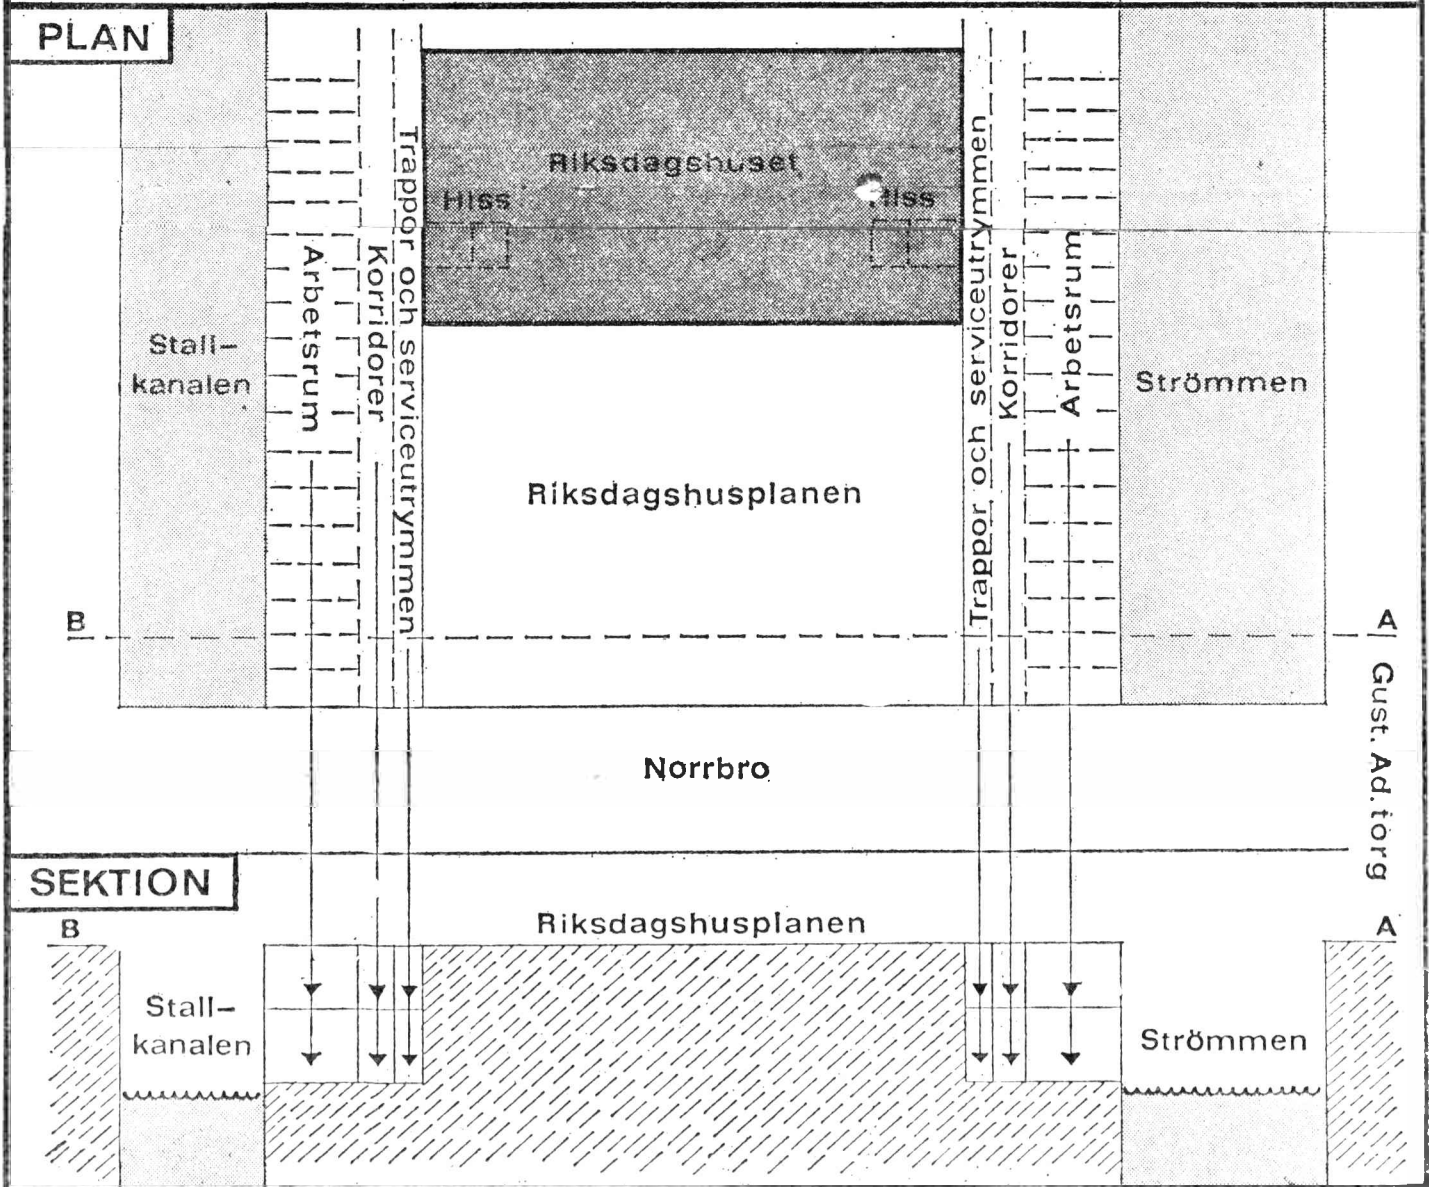 PLAN
Riksdagshuset
Hiss
Hiss
Trappor och serviceutrymmen
Korridorer
Arbetsrum
Stall-
kanalen
Trappor och serviceutrymmen
Korridorer
Arbetsrum
Strömmen
Riksdagshusplanen
B
A
Gust. Ad. torg
Norrbro
SEKTION
B
Riksdagshusplanen
A
Stall-
kanalen
Strömmen